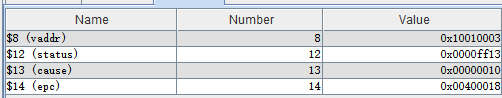 Name Number Value
$8 (vaddr) 8 0x10010003
$12 (status) 12 0x0000ff13
$13 (cause) 13 0x00000010
$14 (epc) 14 0x00400018